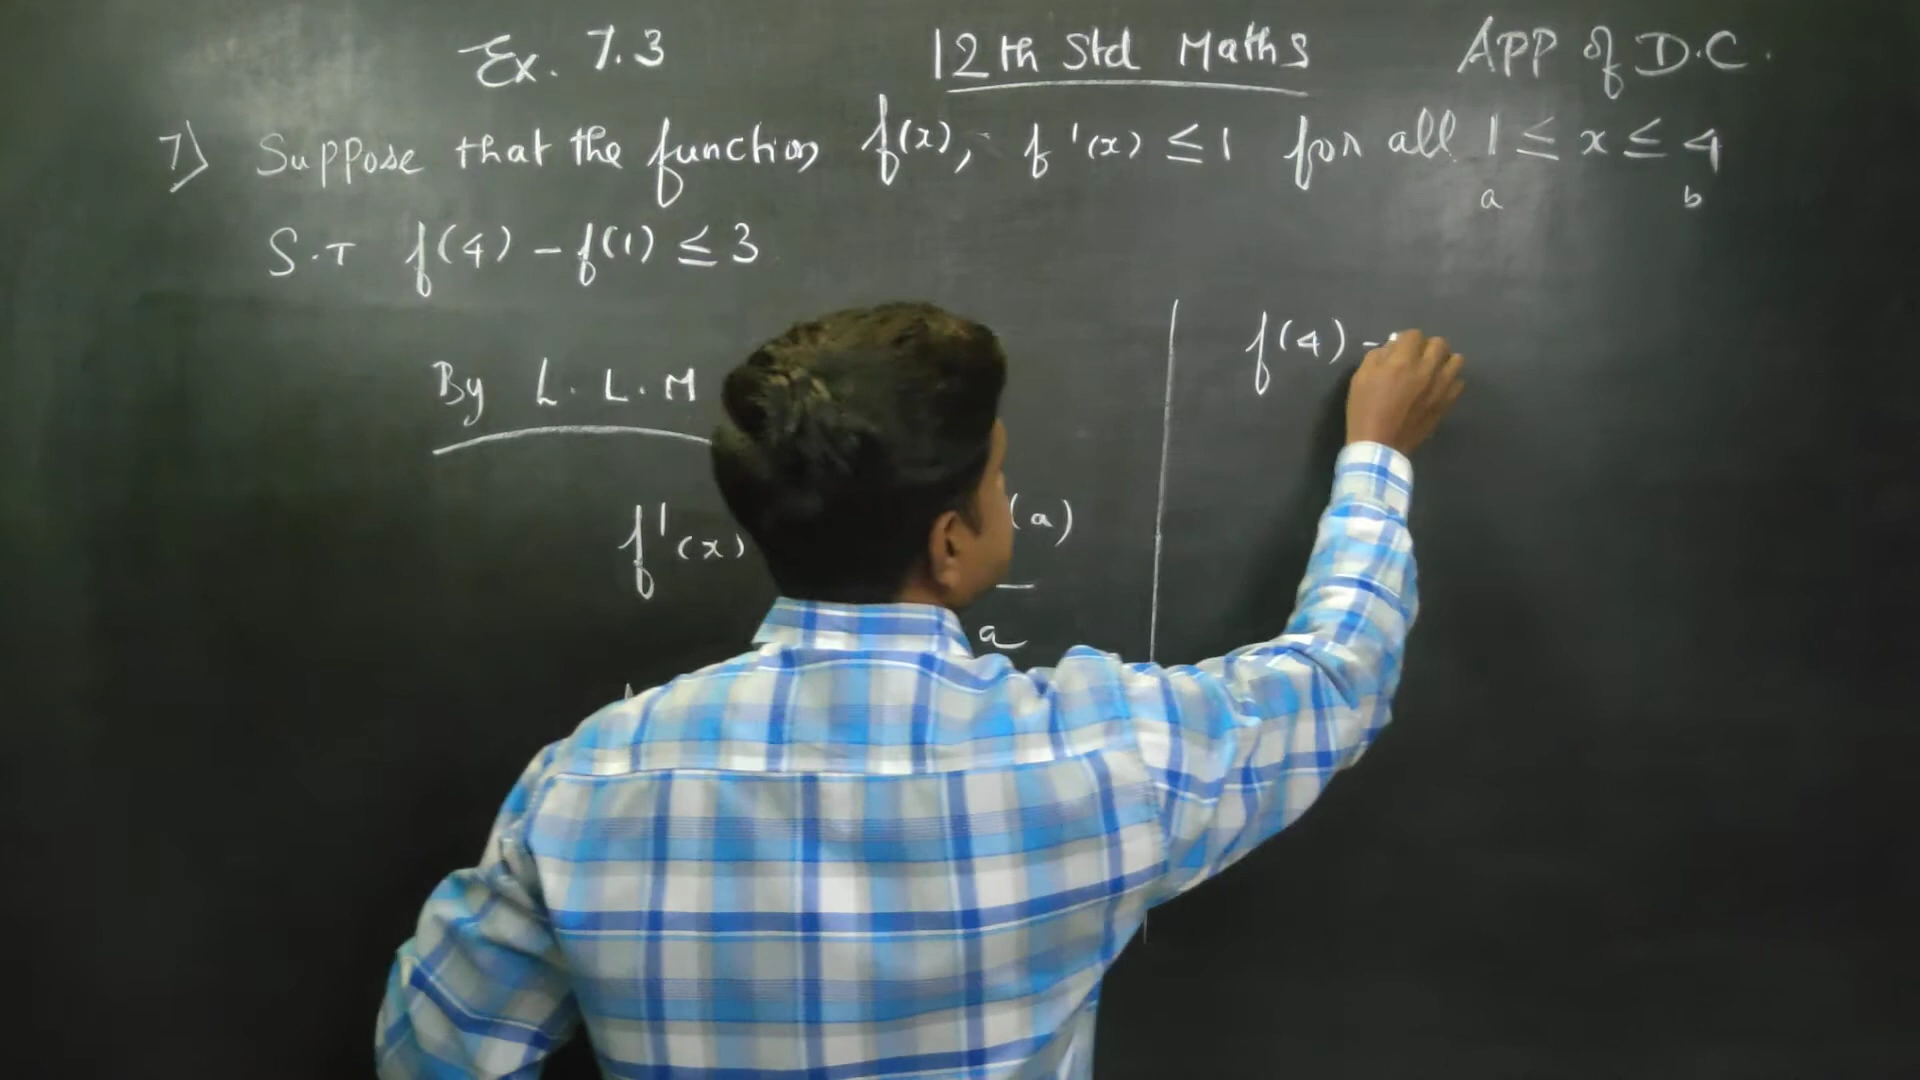 Ex. 7.3 12th Std Maths APP of D.C.
7) Suppose that the function f(x), f'(x) ≤ 1 for all 1 ≤ x ≤ 4
a b
S.T f(4) - f(1) ≤ 3
By L.L.M
f(4) -
f'(x) (a)
a